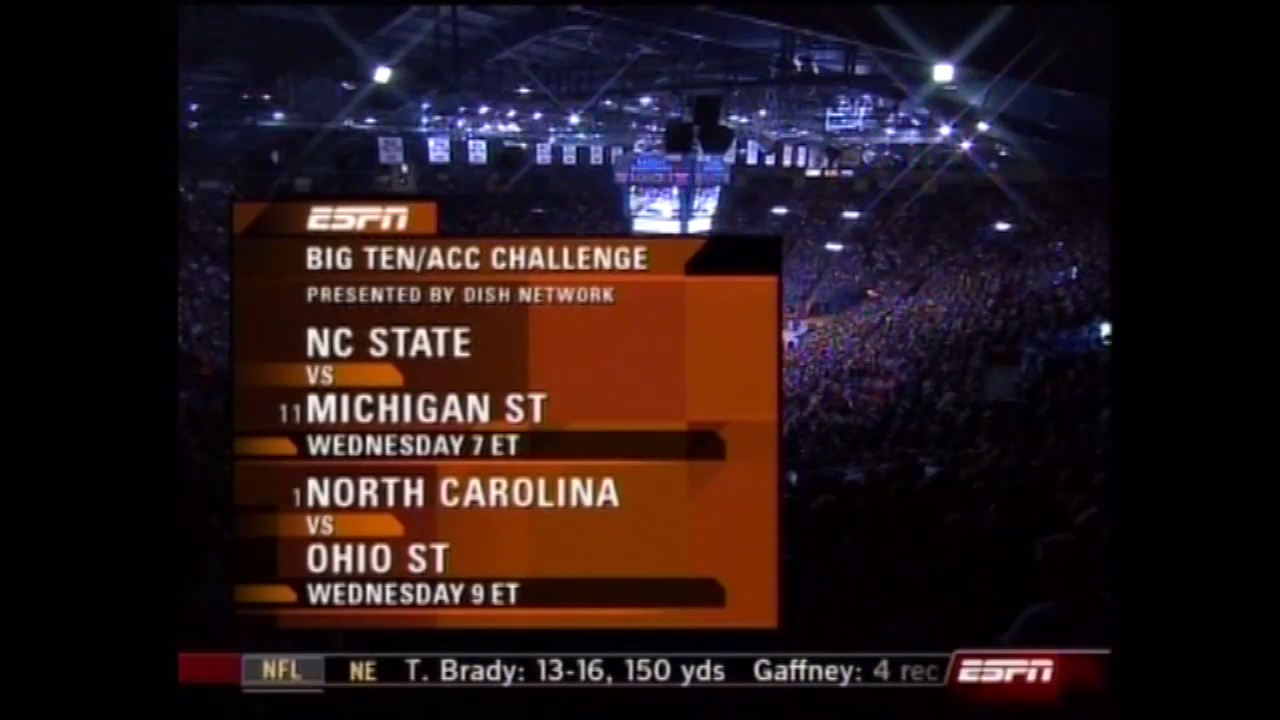 ESPN
BIG TEN/ACC CHALLENGE
PRESENTED BY DISH NETWORK
NC STATE
VS
11 MICHIGAN ST
WEDNESDAY 7 ET
1 NORTH CAROLINA
VS
OHIO ST
WEDNESDAY 9 ET
NFL NE T. Brady: 13-16, 150 yds Gaffney: 4 rec ESPN